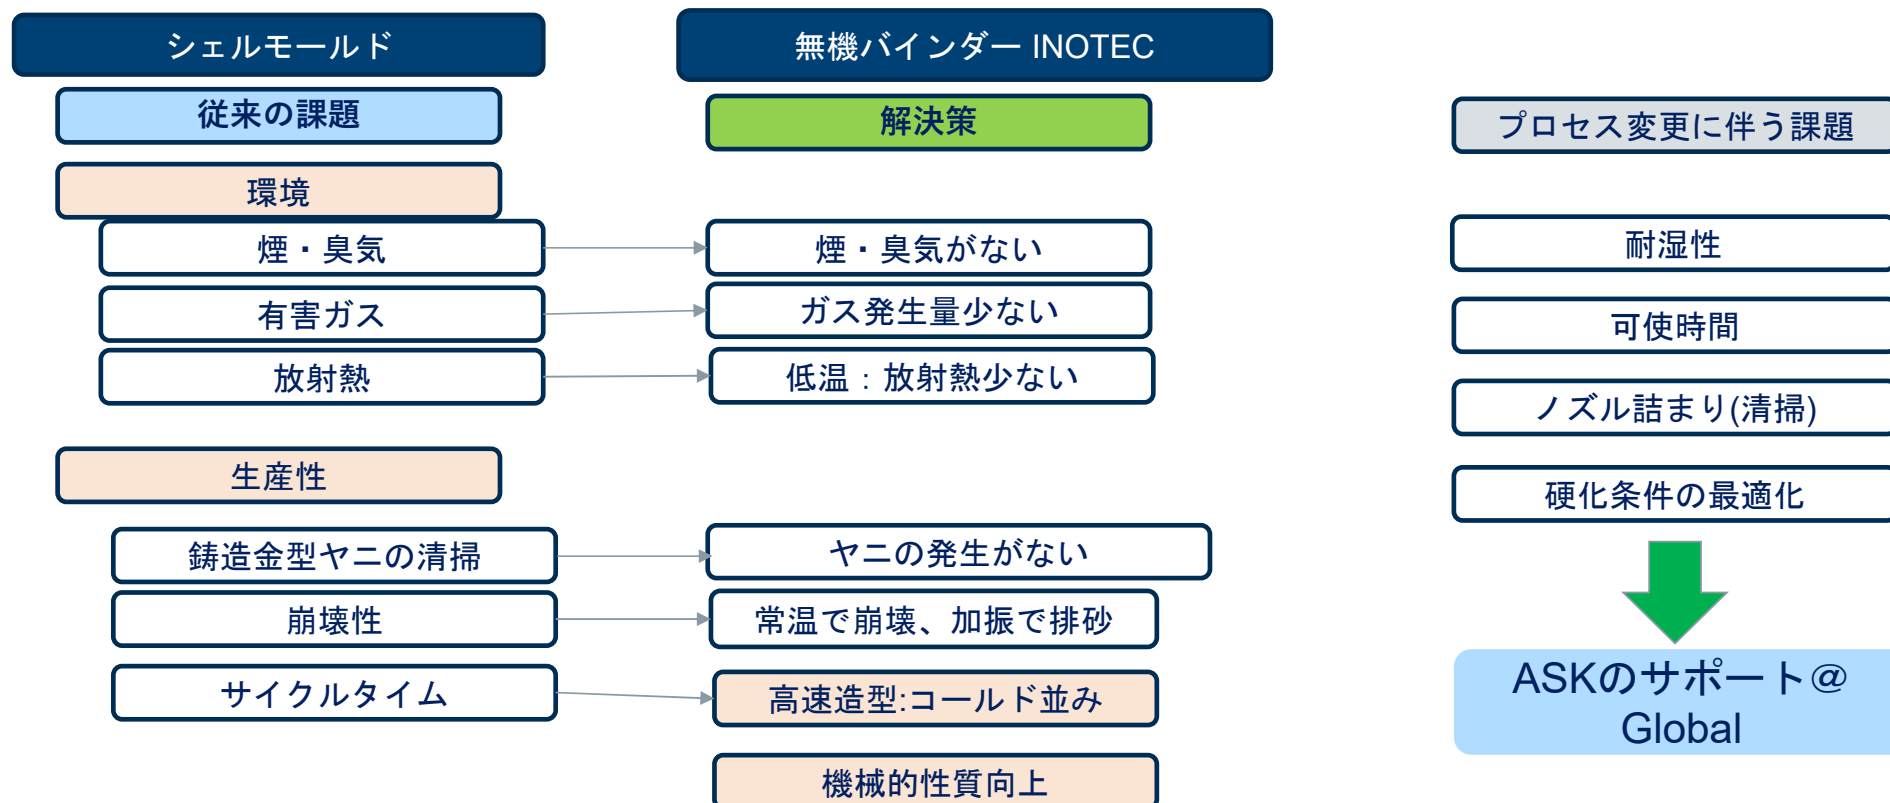 シェルモールド
無機バインダー INOTEC
従来の課題
解決策
プロセス変更に伴う課題
環境
煙・臭気
煙・臭気がない
耐湿性
有害ガス
ガス発生量少ない
可使時間
放射熱
低温：放射熱少ない
ノズル詰まり(清掃)
生産性
硬化条件の最適化
鋳造金型ヤニの清掃
ヤニの発生がない
崩壊性
常温で崩壊、加振で排砂
サイクルタイム
高速造型:コールド並み
ASKのサポート＠
Global
機械的性質向上